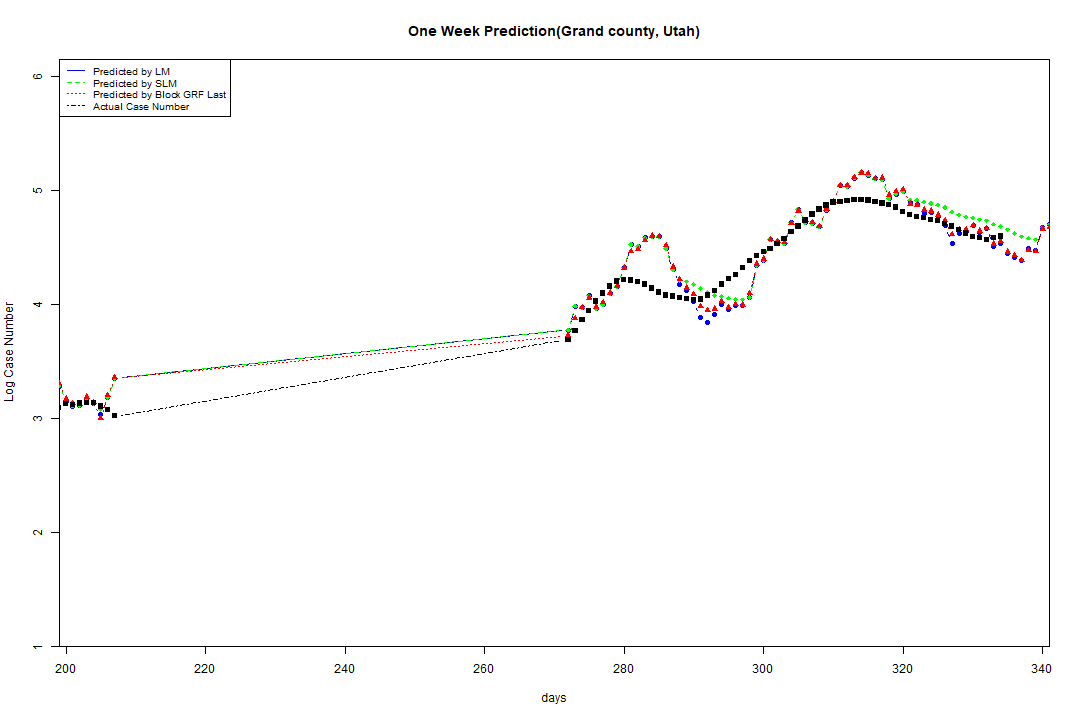 One Week Prediction(Grand county, Utah)
Predicted by LM
Predicted by SLM
Predicted by Block GRF Last
Actual Case Number
6
5
4
3
2
1
Log Case Number
200 220 240 260 280 300 320 340
days